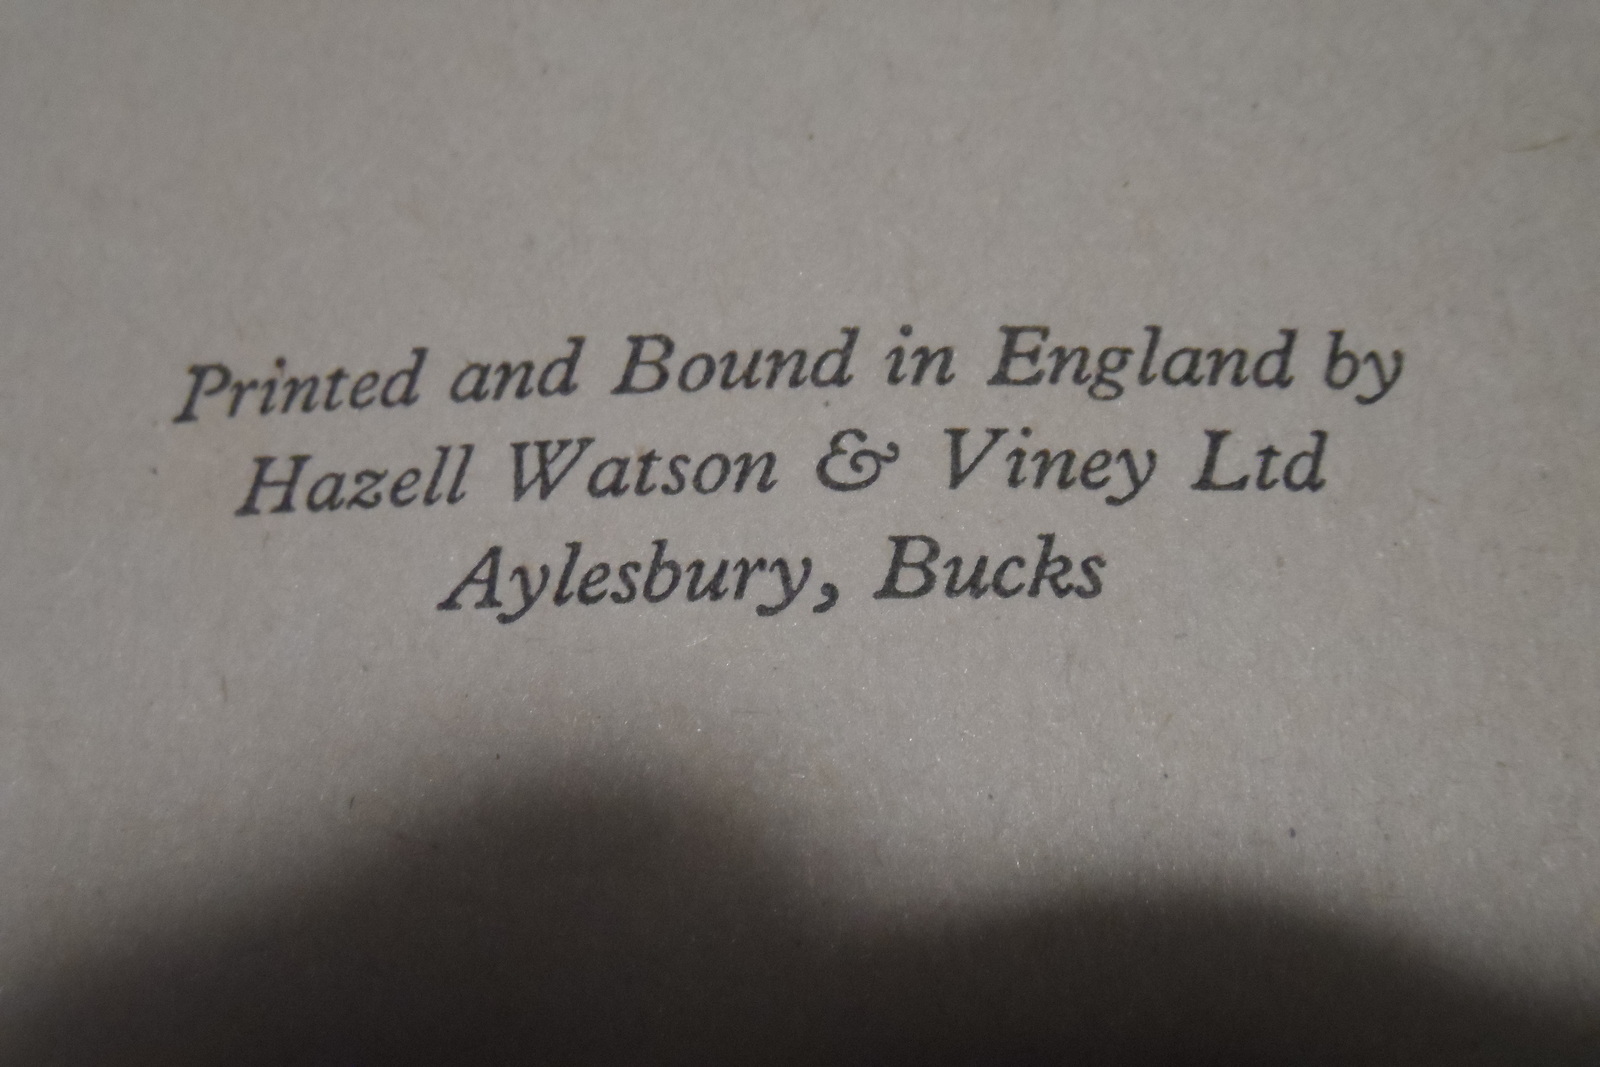 Printed and Bound in England by
Hazell Watson & Viney Ltd
Aylesbury, Bucks